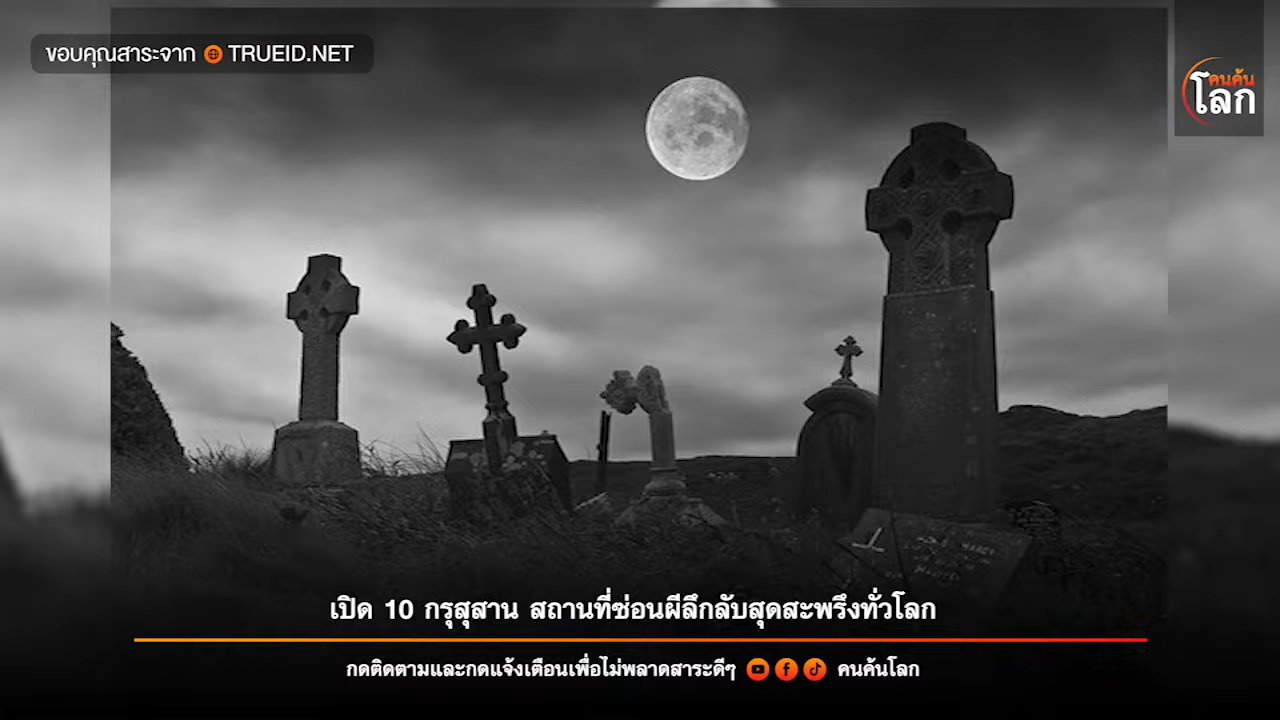 ขอบคุณสาระจาก TRUEID.NET
คนค้น
โลก
เปิด 10 กรุสุสาน สถานที่ซ่อนผีลึกลับสุดสะพรึงทั่วโลก
กดติดตามและกดแจ้งเตือนเพื่อไม่พลาดสาระดีๆ คนค้นโลก